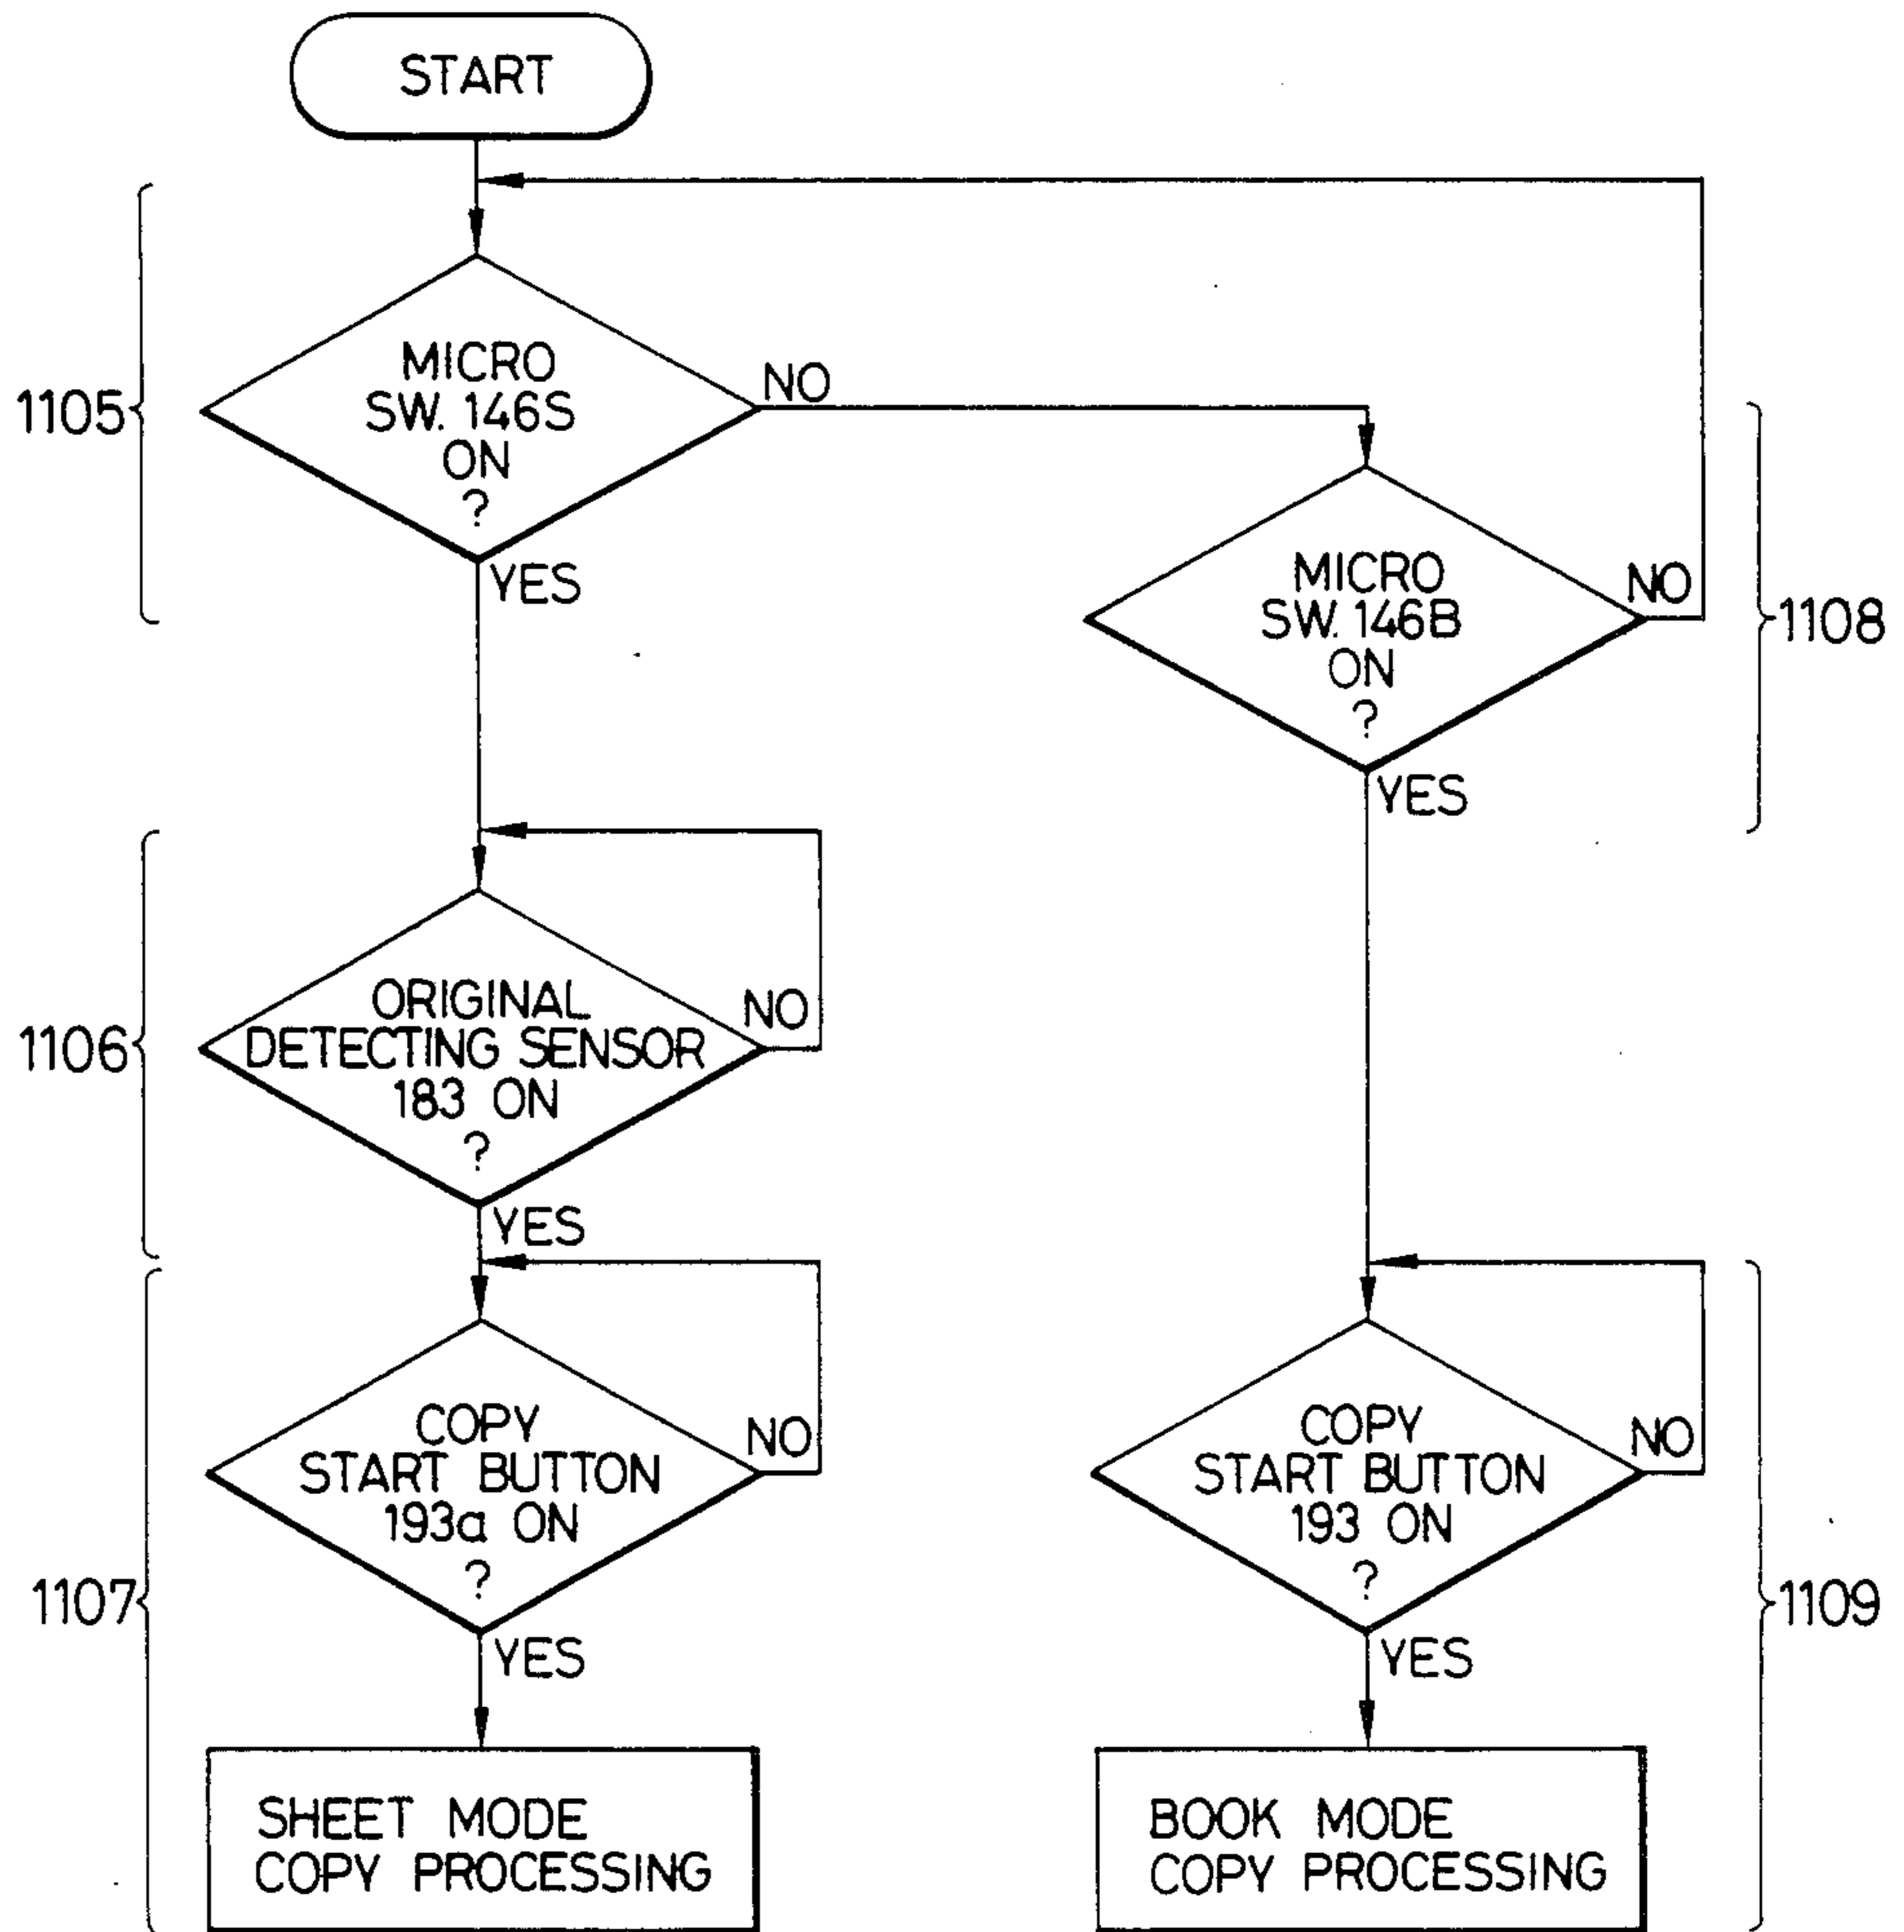 START
1105
MICRO
SW. 146S
ON
?
NO
YES
MICRO
SW. 146B
ON
?
NO
YES
1108
1106
ORIGINAL
DETECTING SENSOR
183 ON
?
NO
YES
1107
COPY
START BUTTON
193a ON
?
NO
YES
SHEET MODE
COPY PROCESSING
COPY
START BUTTON
193 ON
?
NO
YES
1109
BOOK MODE
COPY PROCESSING